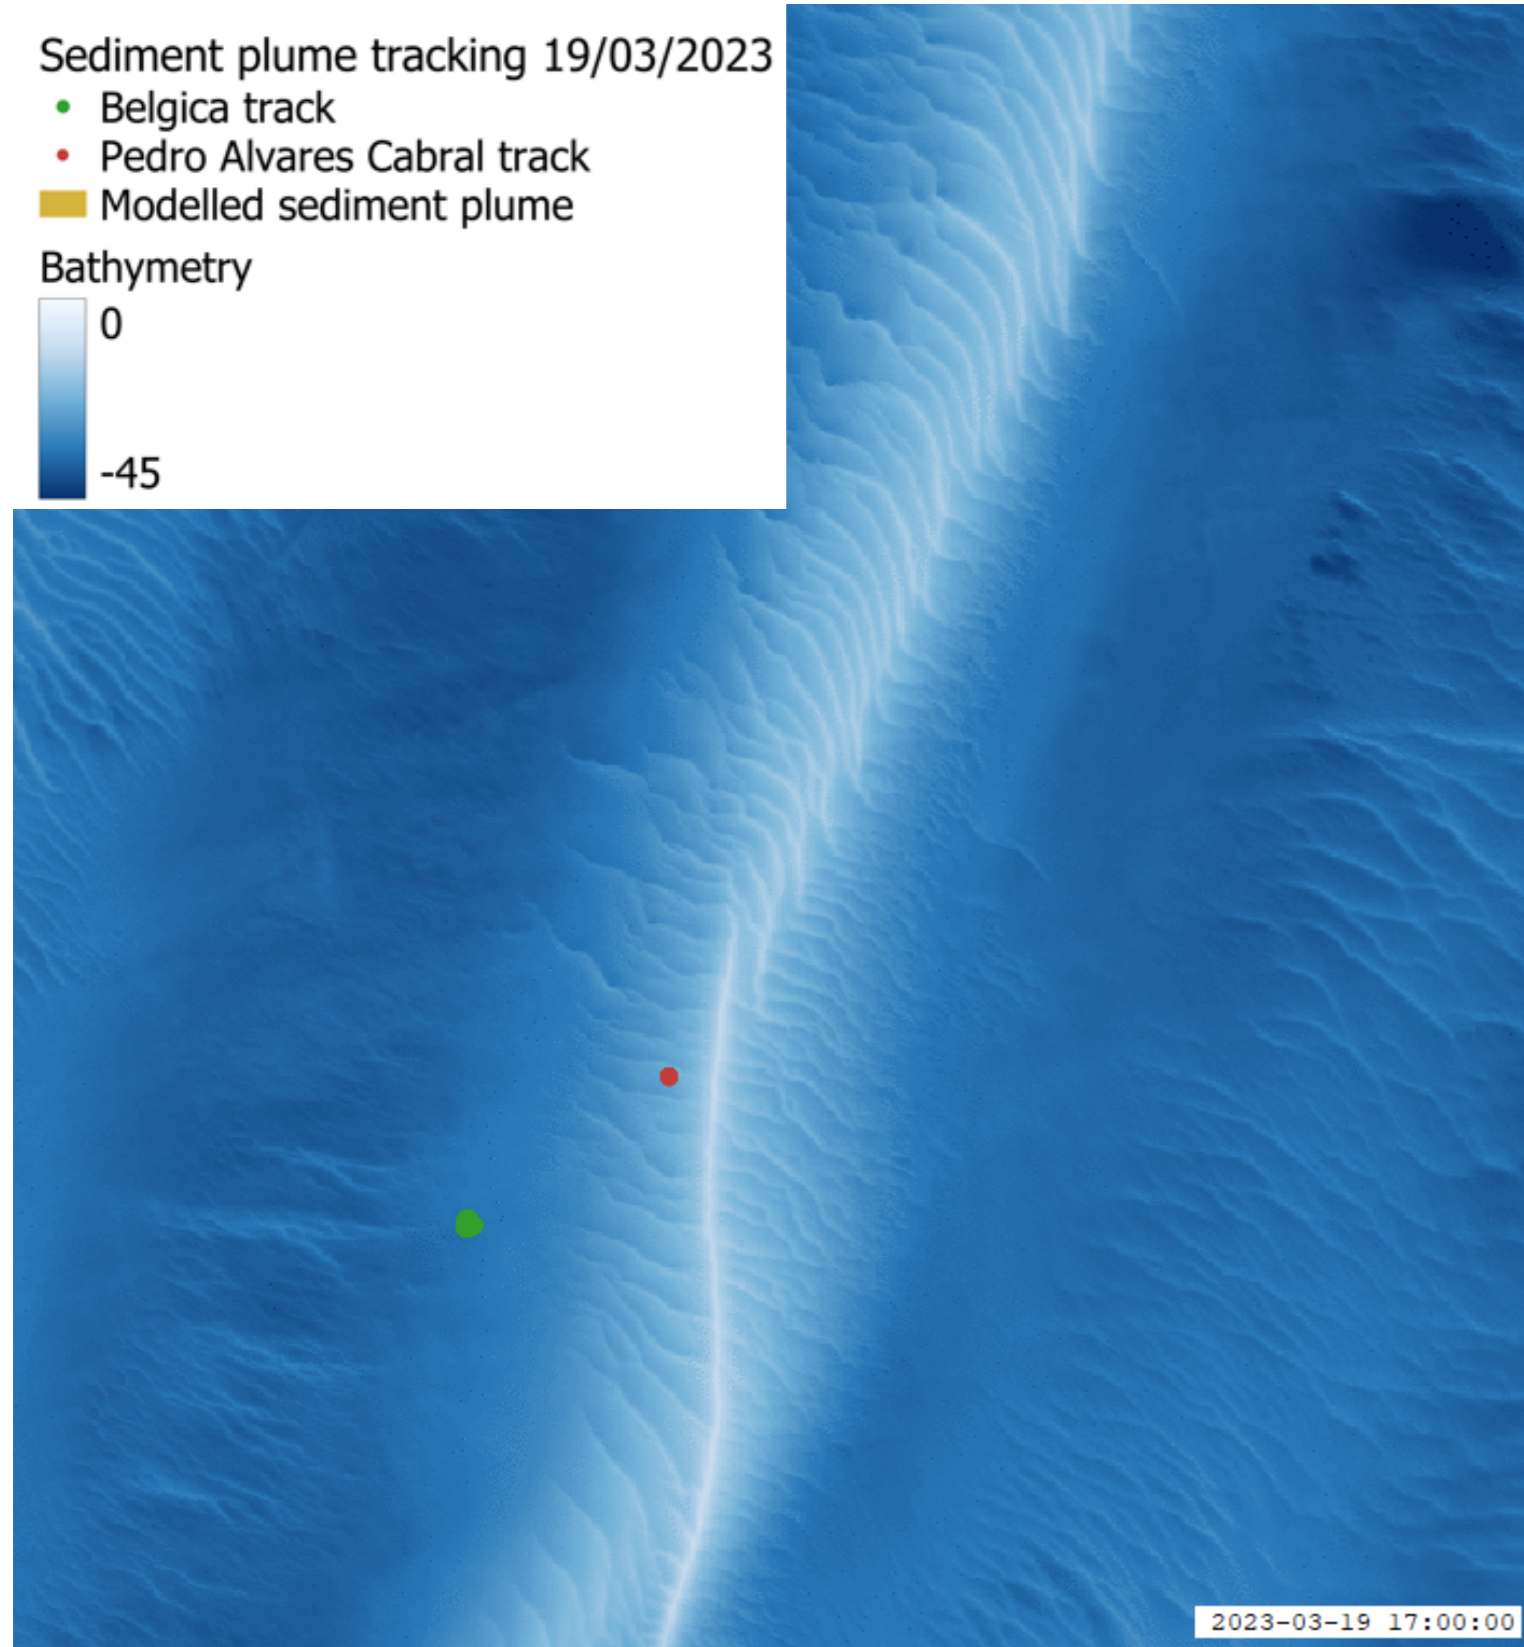 Sediment plume tracking 19/03/2023
Belgica track
Pedro Alvares Cabral track
Modelled sediment plume
Bathymetry
0
-45
2023-03-19 17:00:00